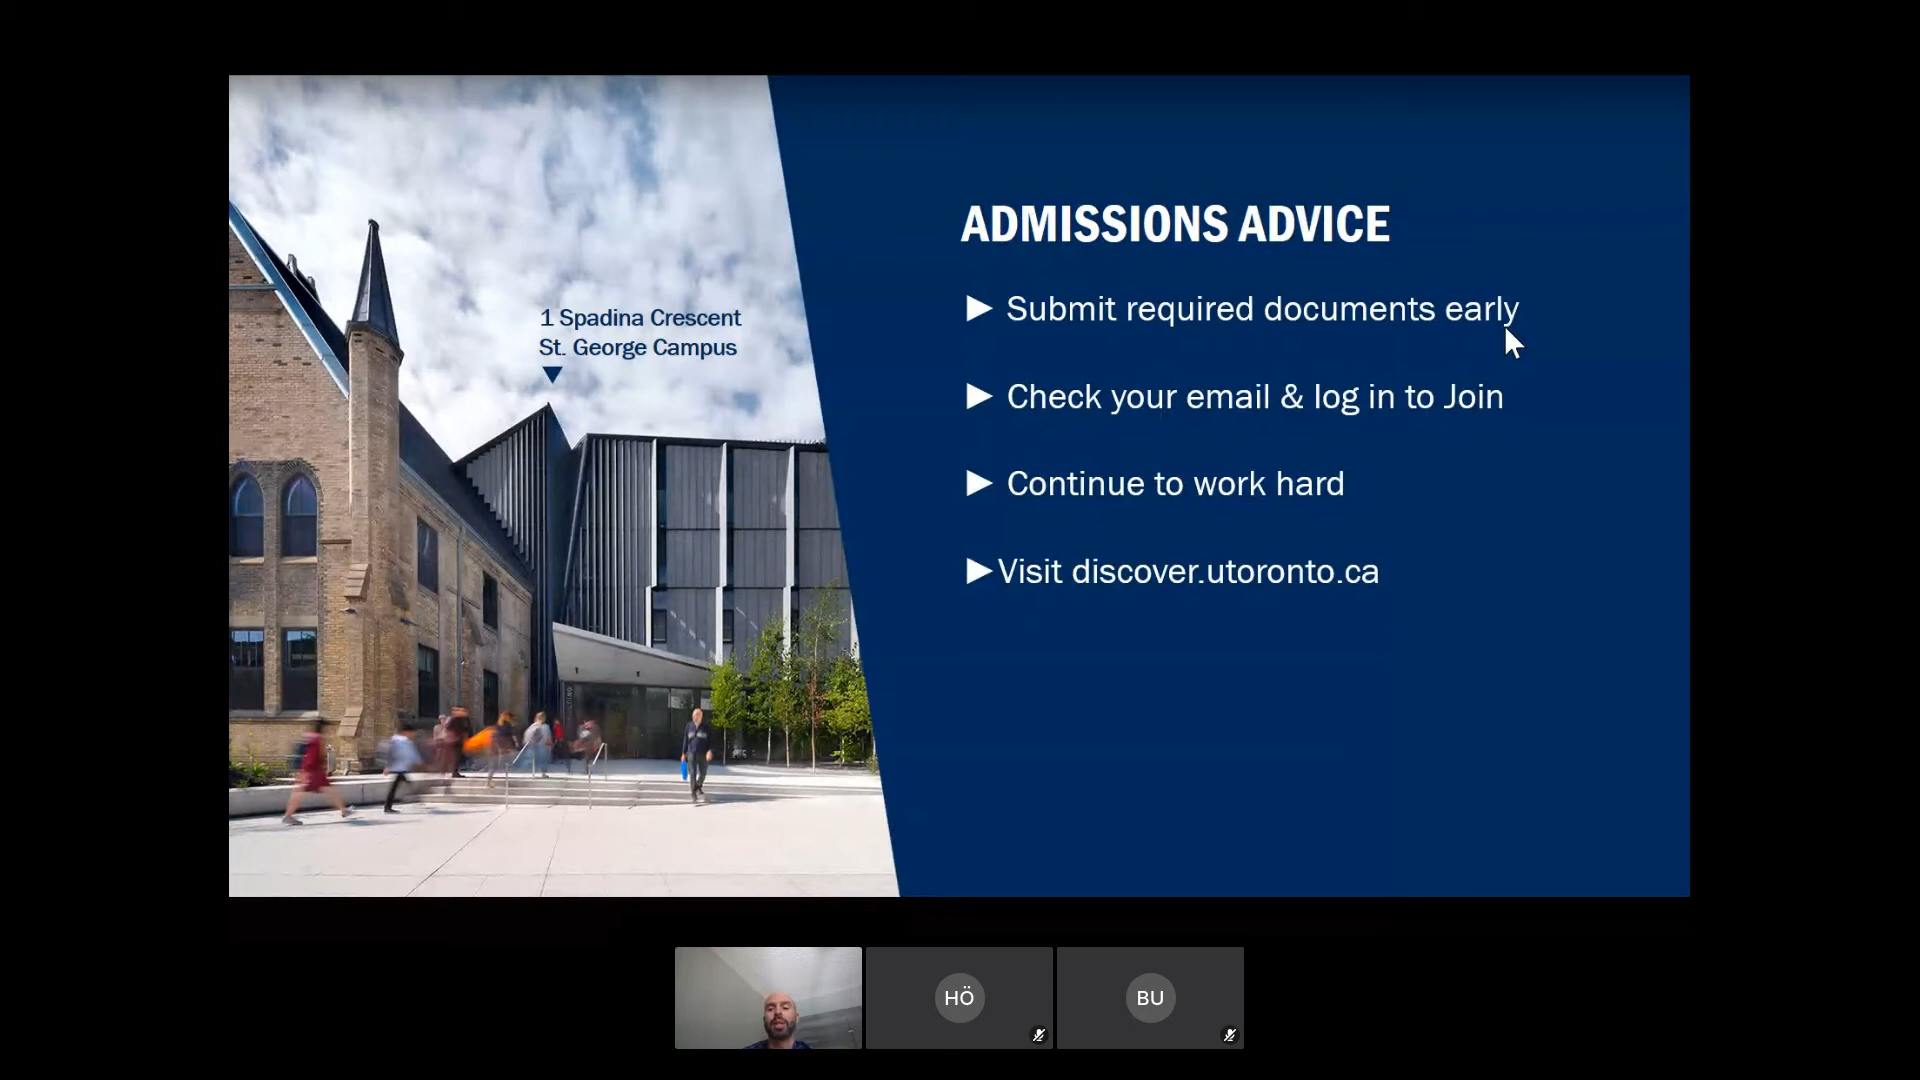 1 Spadina Crescent
St. George Campus
ADMISSIONS ADVICE
Submit required documents early
Check your email & log in to Join
Continue to work hard
Visit discover.utoronto.ca
HÖ
BU